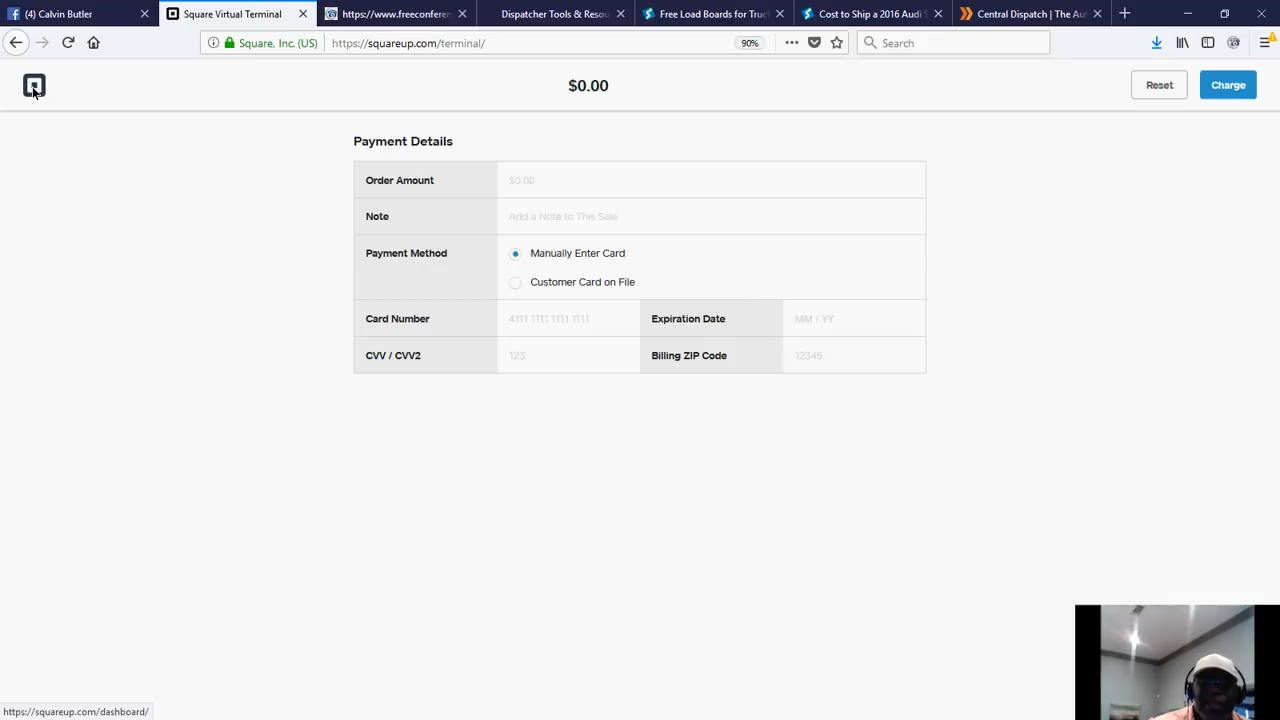 (4) Calvin Butler
Square Virtual Terminal
https://www.freeconferen
Dispatcher Tools & Resou
Free Load Boards for Truc
Cost to Ship a 2016 Audi S
Central Dispatch | The Au
Square, Inc. (US)
https://squareup.com/terminal/
90%
Search
$0.00
Reset
Charge
Payment Details
Order Amount
$0.00
Note
Add a Note to This Sale
Payment Method
Manually Enter Card
Customer Card on File
Card Number
4111 1111 1111 1111
Expiration Date
MM / YY
CVV / CVV2
123
Billing ZIP Code
12345
https://squareup.com/dashboard/